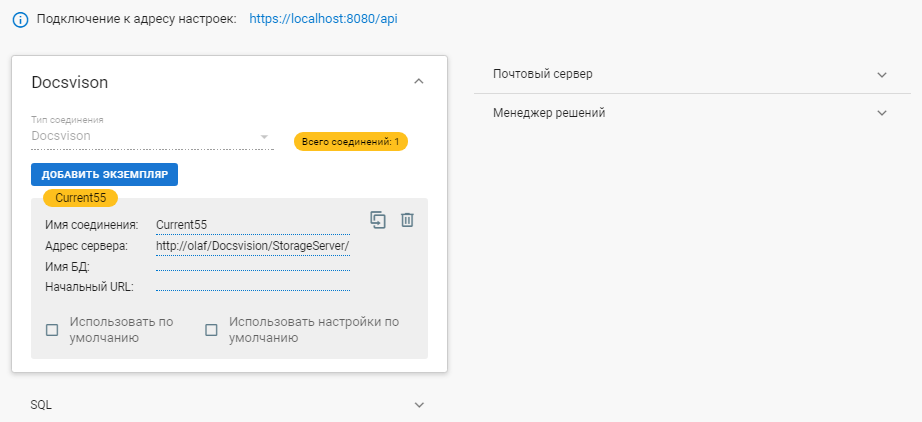 Подключение к адресу настроек: https://localhost:8080/api
Docsvison
Тип соединения
Docsvison
Всего соединений: 1
ДОБАВИТЬ ЭКЗЕМПЛЯР
Current55
Имя соединения: Current55
Адрес сервера: http://olaf/Docsvision/StorageServer/
Имя БД:
Начальный URL:
Использовать по
умолчанию
Использовать настройки по
умолчанию
SQL
Почтовый сервер
Менеджер решений